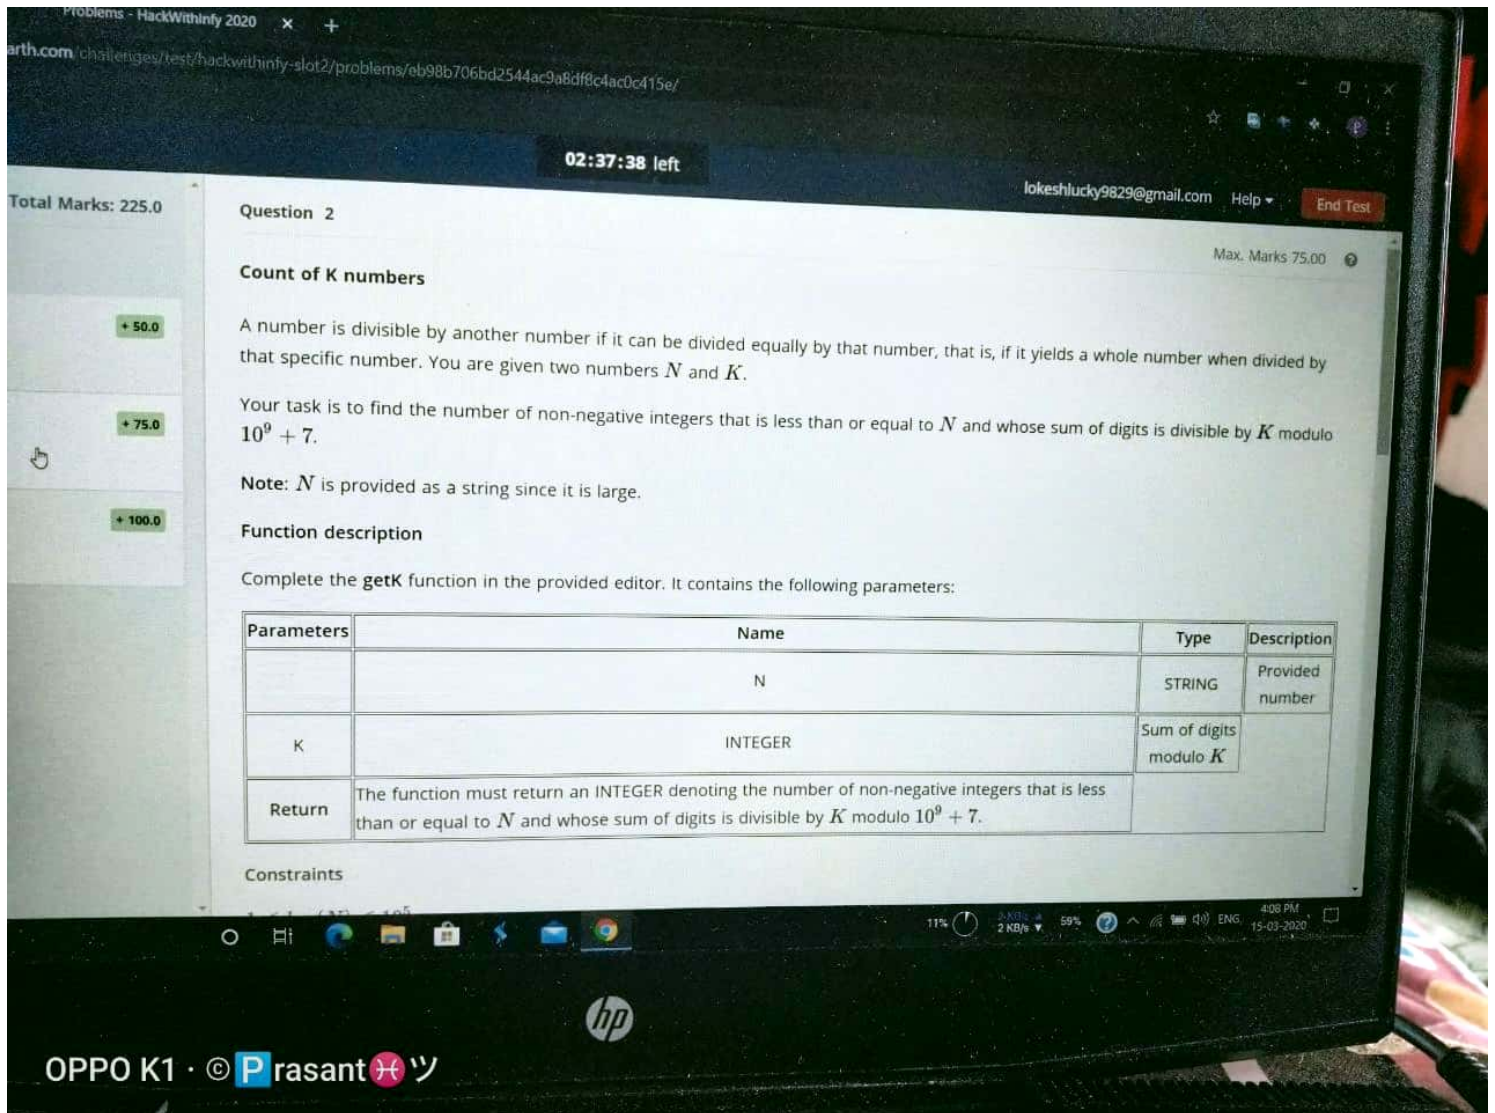 Problems - HackWithInfy 2020 × +
arth.com/challenges/test/hackwithinfy-slot2/problems/eb98b706bd2544ac9a8df8c4ac0c415e/
P
02:37:38 left
lokeshlucky9829@gmail.com Help End Test
Total Marks: 225.0
+ 50.0
+ 75.0
+ 100.0
Question 2
Max. Marks 75.00 ?
Count of K numbers
A number is divisible by another number if it can be divided equally by that number, that is, if it yields a whole number when divided by
that specific number. You are given two numbers N and K.
Your task is to find the number of non-negative integers that is less than or equal to N and whose sum of digits is divisible by K modulo
10⁹ + 7.
Note: N is provided as a string since it is large.
Function description
Complete the getK function in the provided editor. It contains the following parameters:
Parameters Name Type Description
N STRING Provided
number
K INTEGER Sum of digits
modulo K
Return The function must return an INTEGER denoting the number of non-negative integers that is less
than or equal to N and whose sum of digits is divisible by K modulo 10⁹ + 7.
Constraints
11% 2 KB/s 59% ? ENG 4:08 PM
15-03-2020
hp
OPPO K1 · © Prasant ♓ ツ